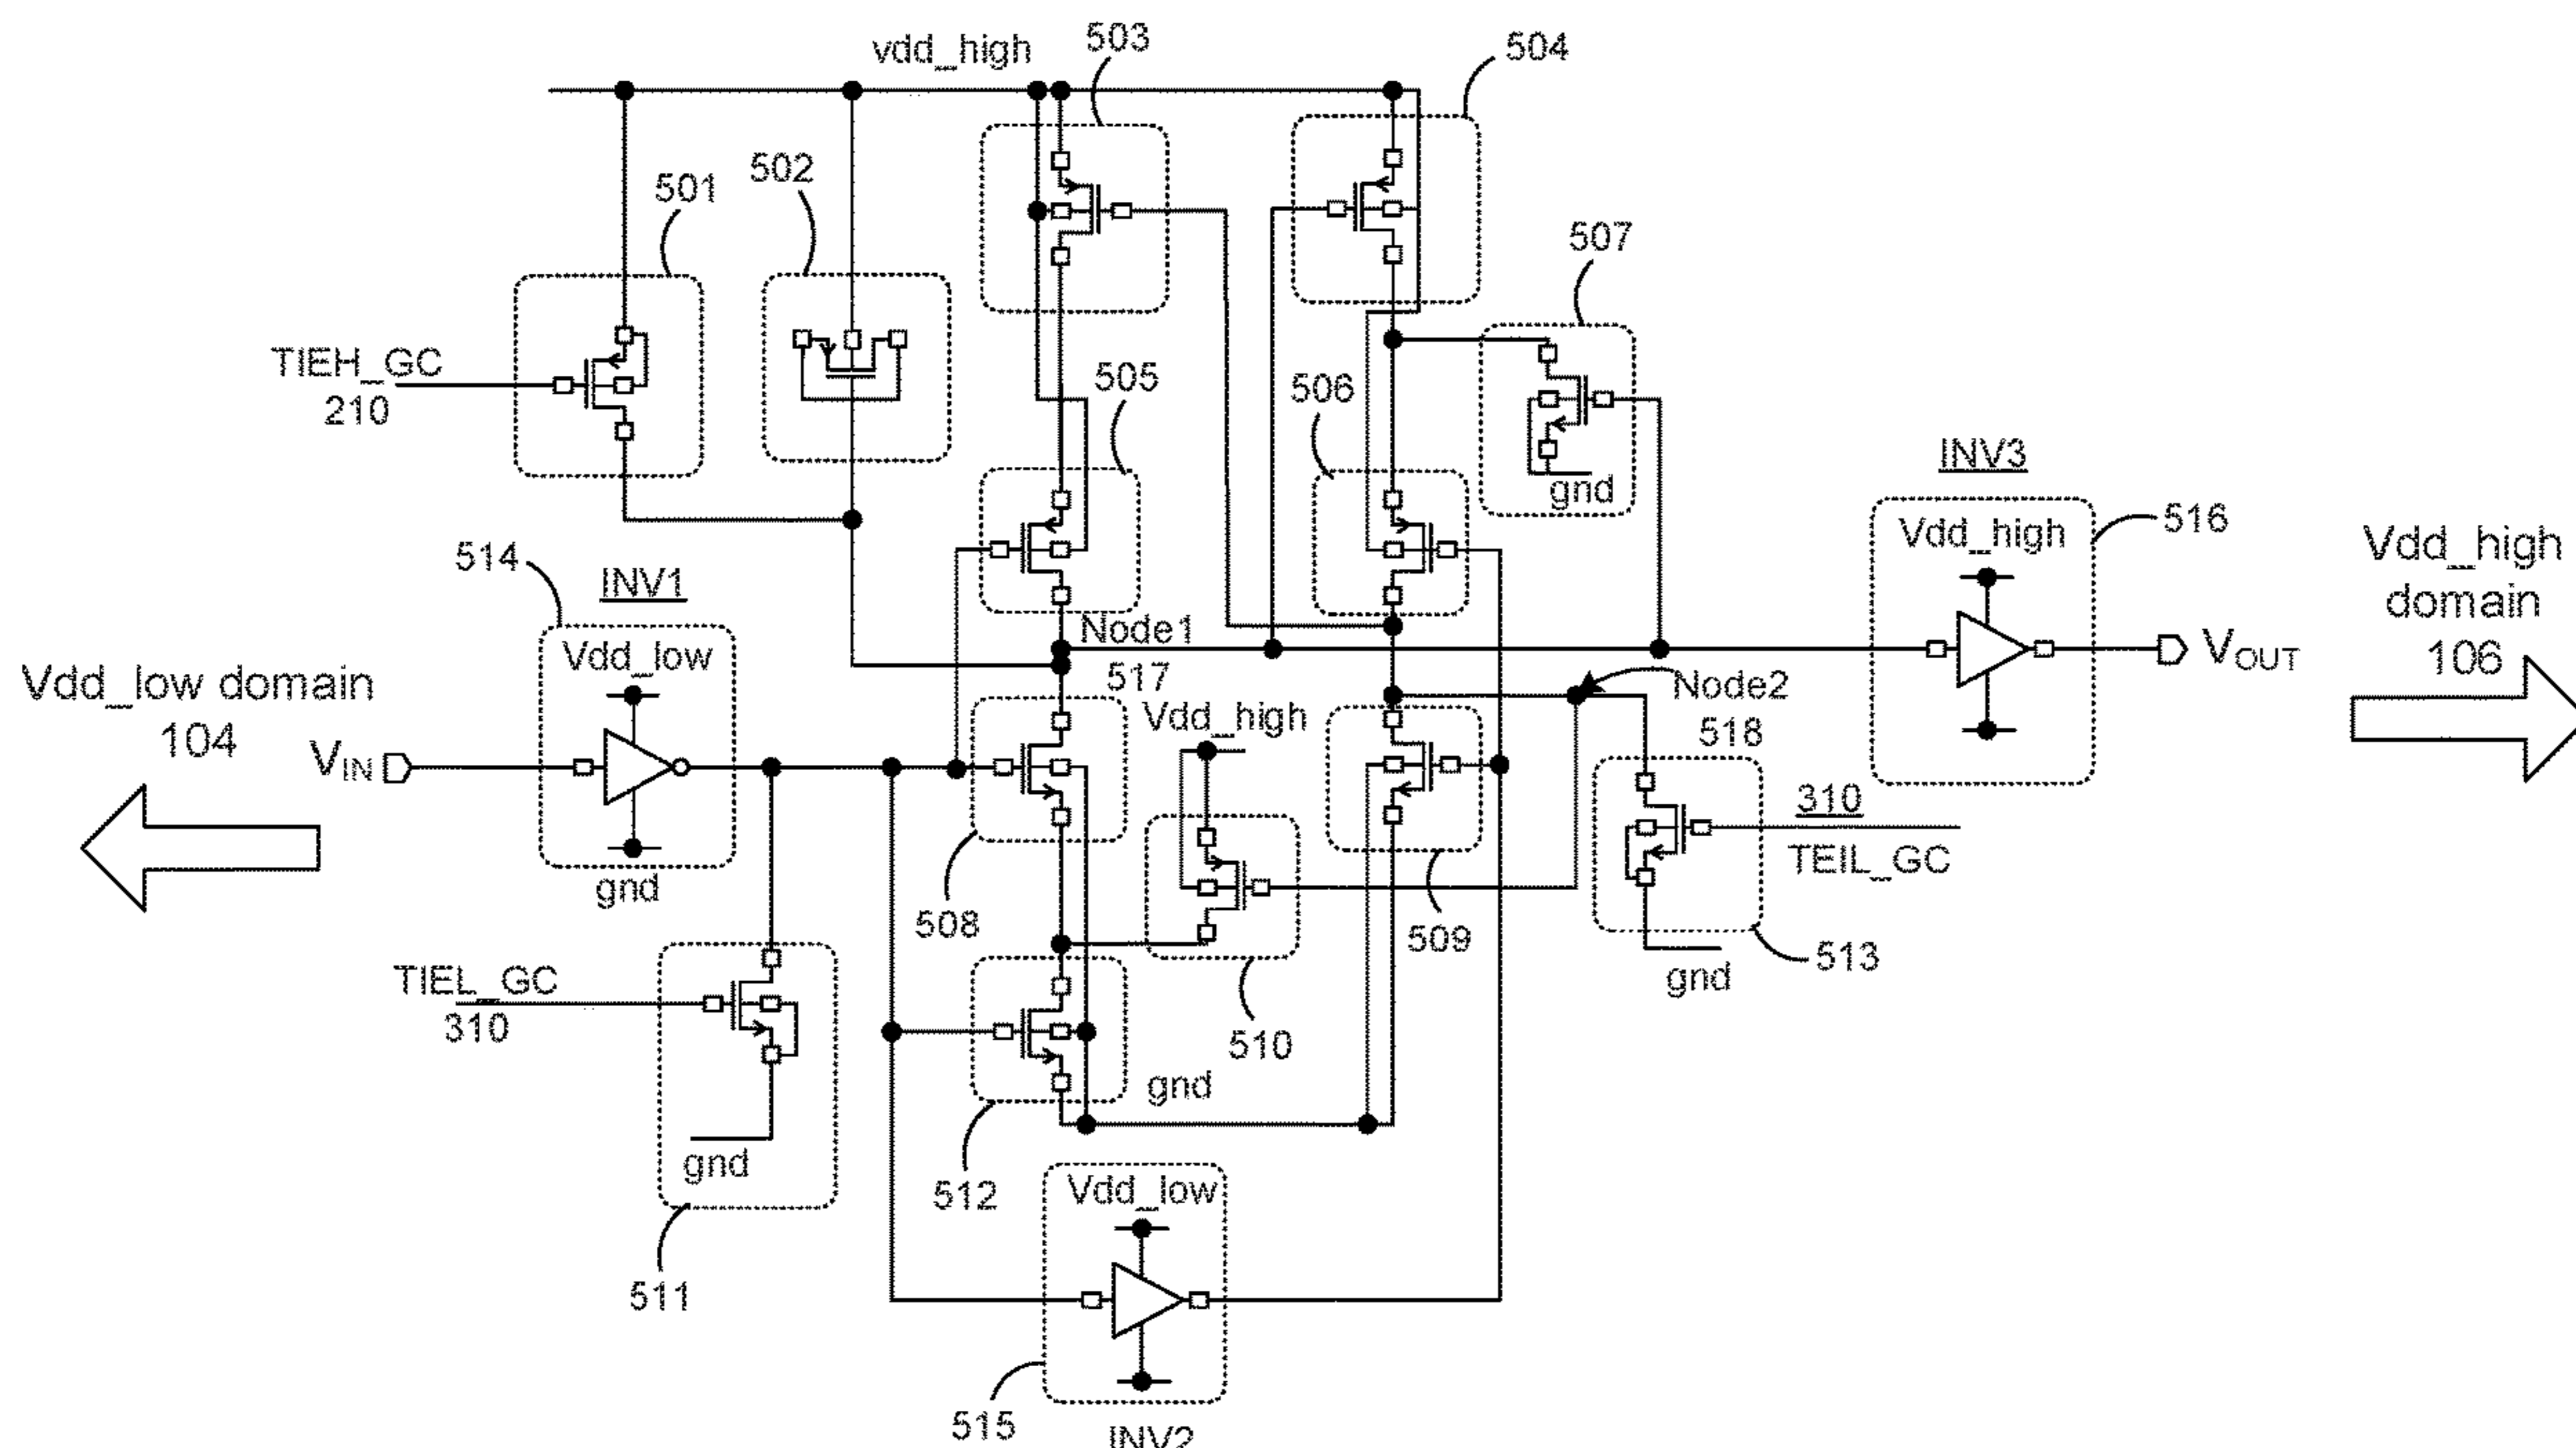 503
504
vdd_high
502
501
507
TIEH_GC
210
505
506
gnd
INV3
516
Vdd_high
514
INV1
Vdd_high
domain
106
Node1
Vdd_low
517
Vdd_low domain
104
Node2
518
Vdd_high
VOUT
VIN
310
TEIL_GC
gnd
508
509
513
gnd
TIEL_GC
310
510
gnd
gnd
512
Vdd_low
511
515
INV2